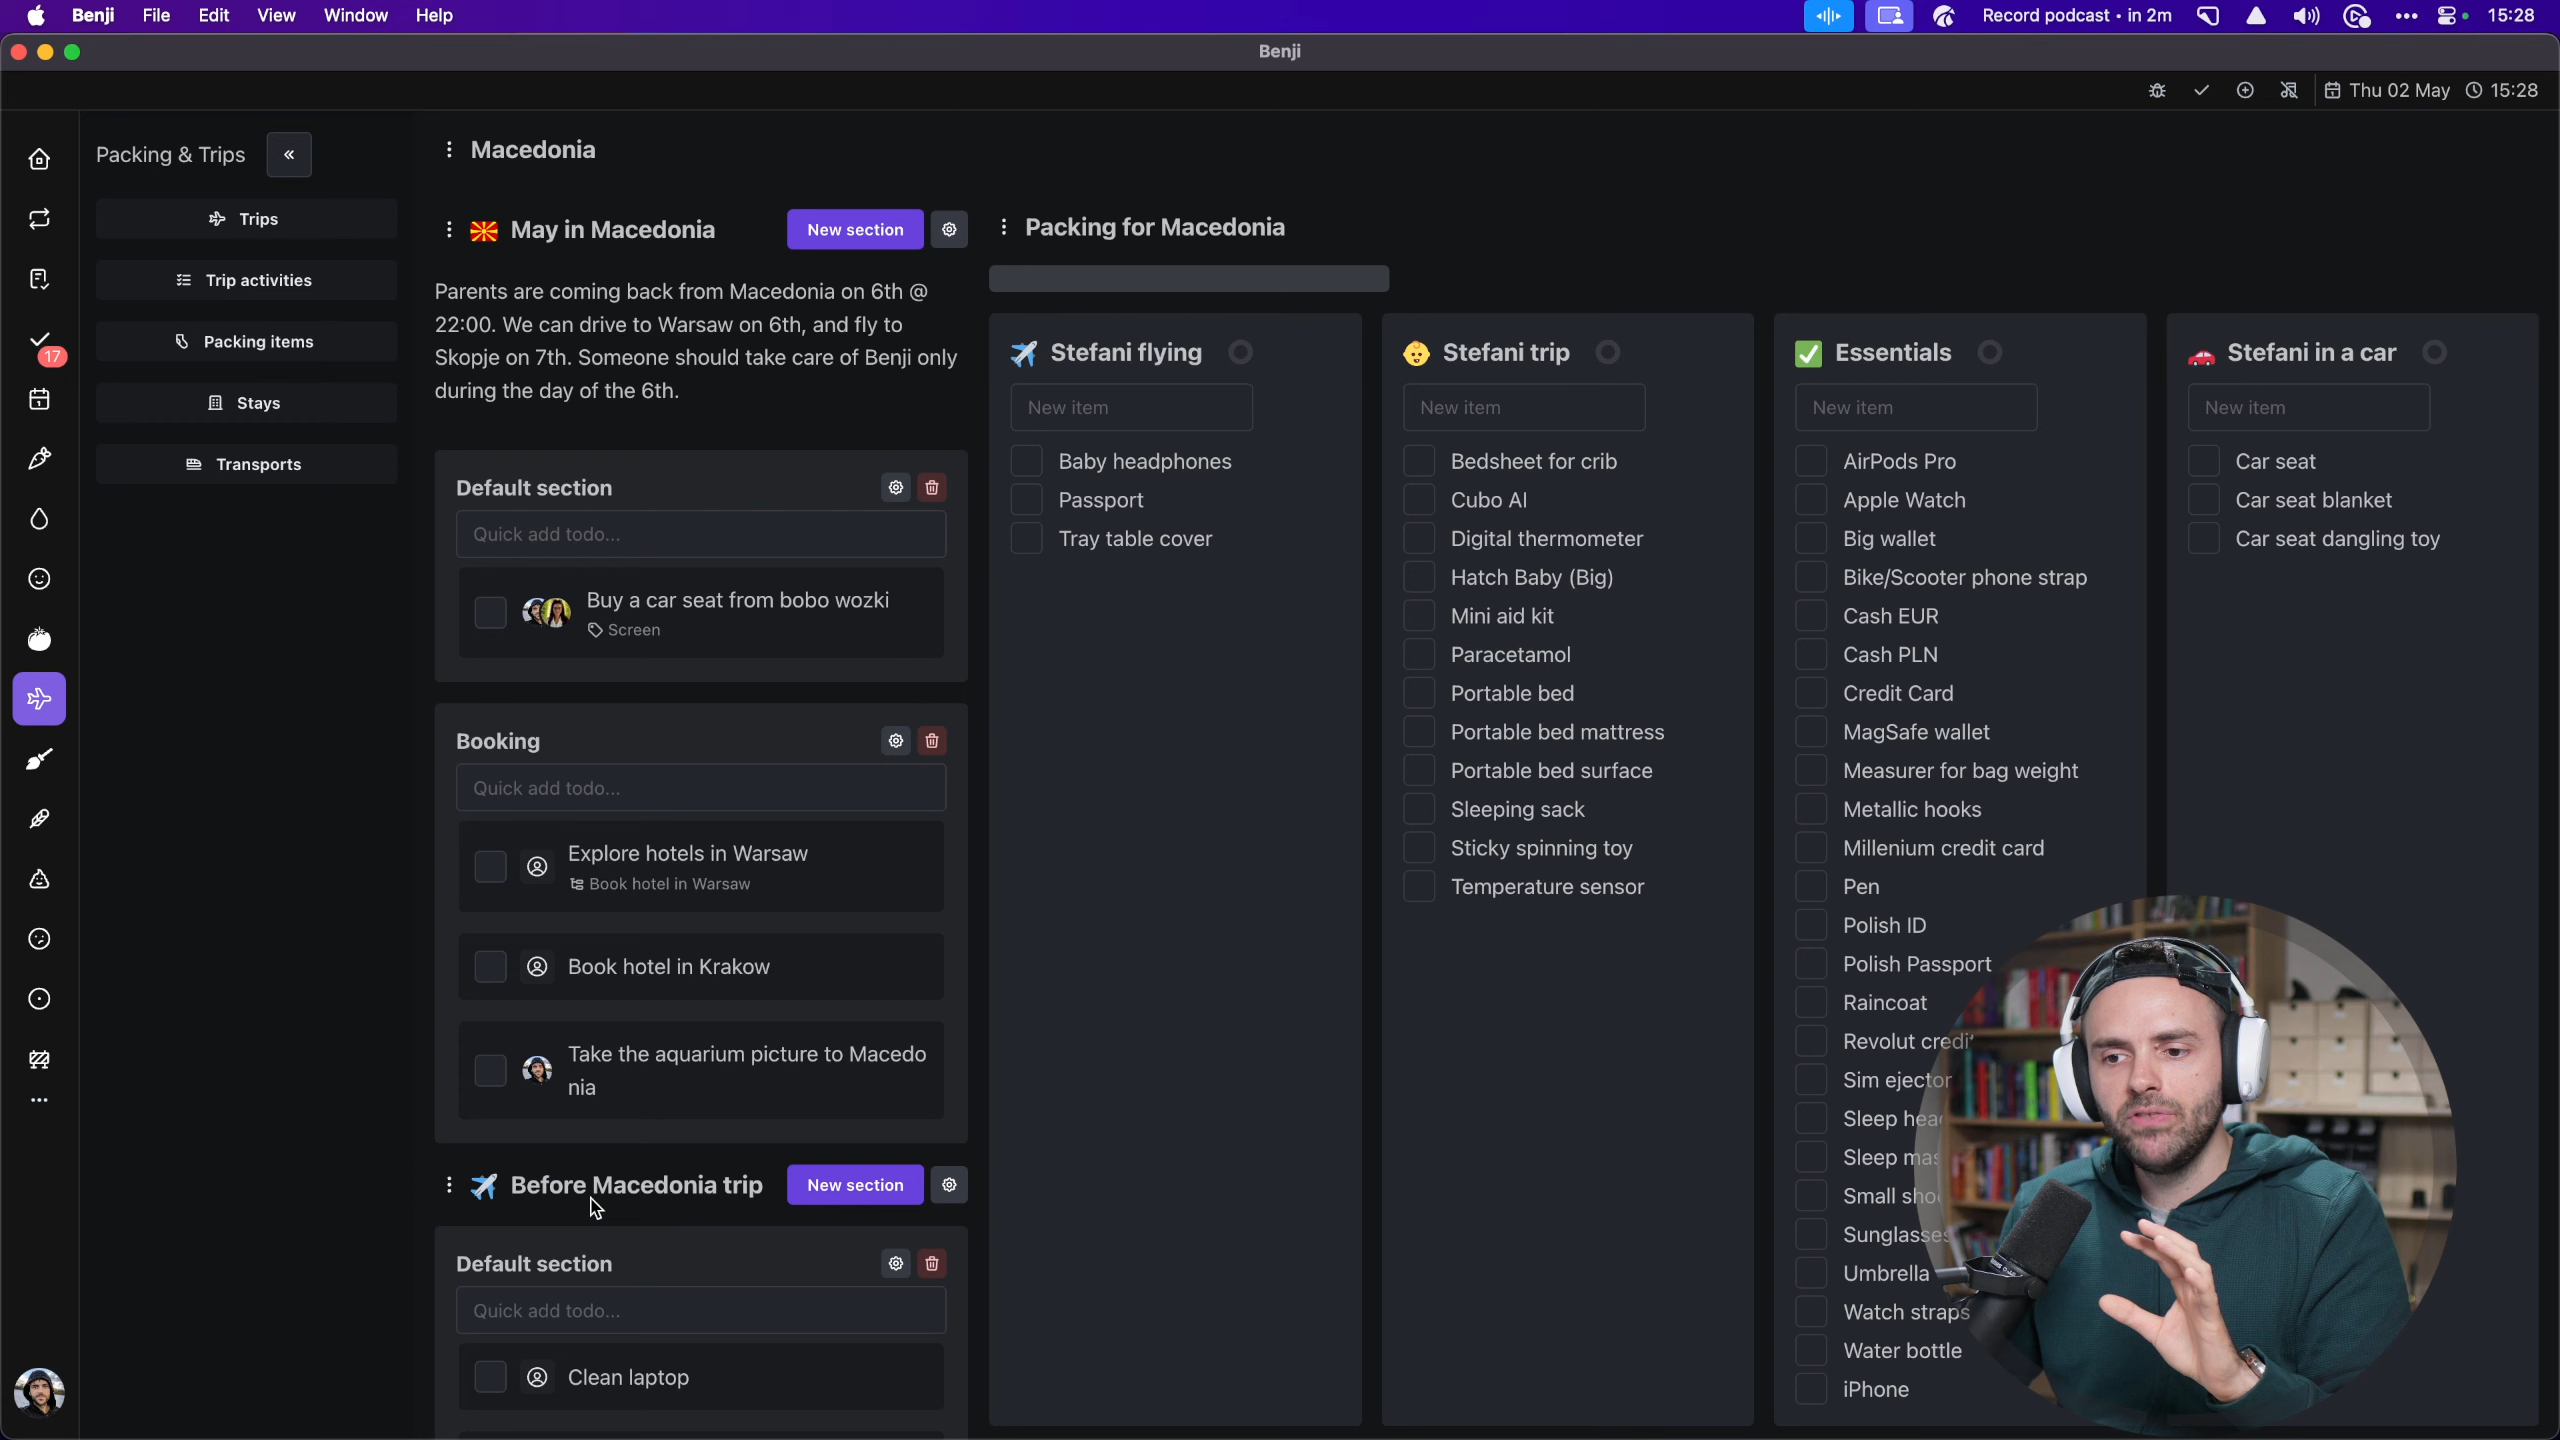 Benji File Edit View Window Help
Record podcast • in 2m 15:28
Benji
Thu 02 May 15:28
17
Packing & Trips
Trips
Trip activities
Packing items
Stays
Transports
Macedonia
May in Macedonia New section
Parents are coming back from Macedonia on 6th @
22:00. We can drive to Warsaw on 6th, and fly to
Skopje on 7th. Someone should take care of Benji only
during the day of the 6th.
Default section
Quick add todo...
Buy a car seat from bobo wozki
Screen
Booking
Quick add todo...
Explore hotels in Warsaw
Book hotel in Warsaw
Book hotel in Krakow
Take the aquarium picture to Macedo
nia
Before Macedonia trip New section
Default section
Quick add todo...
Clean laptop
Packing for Macedonia
Stefani flying
New item
Baby headphones
Passport
Tray table cover
Stefani trip
New item
Bedsheet for crib
Cubo AI
Digital thermometer
Hatch Baby (Big)
Mini aid kit
Paracetamol
Portable bed
Portable bed mattress
Portable bed surface
Sleeping sack
Sticky spinning toy
Temperature sensor
Essentials
New item
AirPods Pro
Apple Watch
Big wallet
Bike/Scooter phone strap
Cash EUR
Cash PLN
Credit Card
MagSafe wallet
Measurer for bag weight
Metallic hooks
Millenium credit card
Pen
Polish ID
Polish Passport
Raincoat
Revolut credi
Sim ejector
Sleep
Sleep
Small
Sunglasses
Umbrella
Watch straps
Water bottle
iPhone
Stefani in a car
New item
Car seat
Car seat blanket
Car seat dangling toy